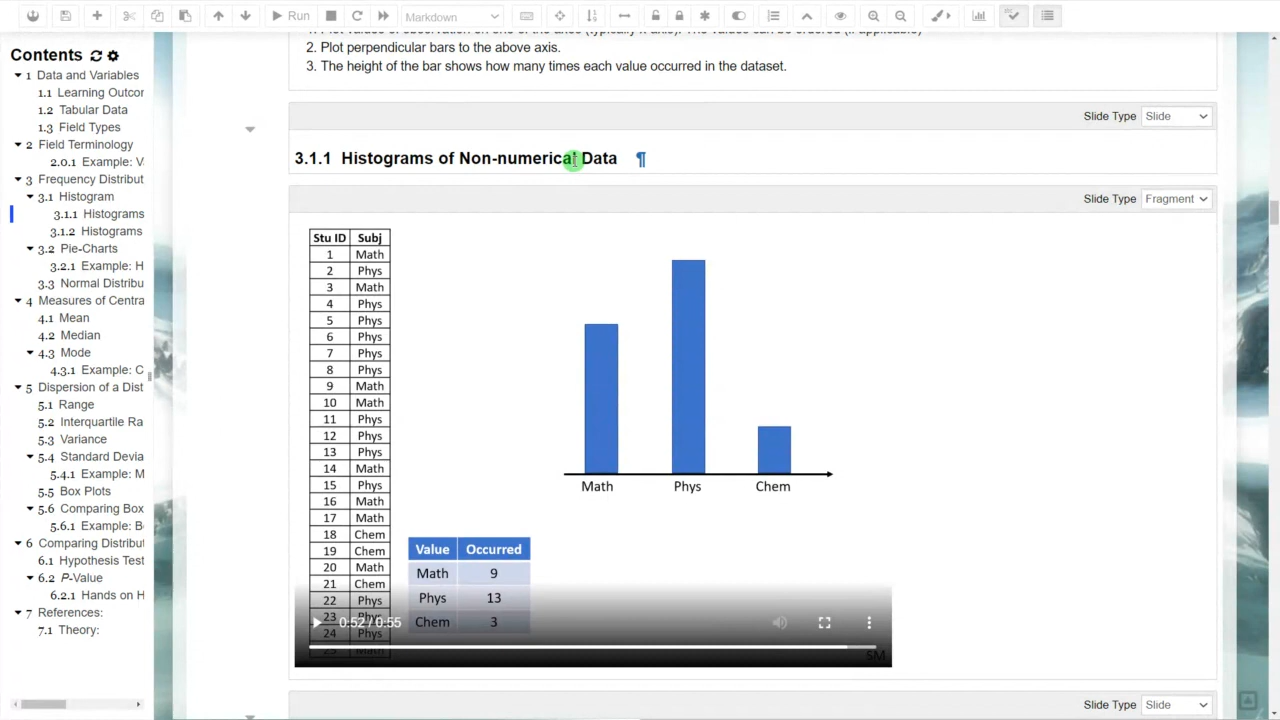 Run
Markdown
Contents
1 Data and Variables
1.1 Learning Outcor
1.2 Tabular Data
1.3 Field Types
2 Field Terminology
2.0.1 Example: V
3 Frequency Distribut
3.1 Histogram
3.1.1 Histograms
3.1.2 Histograms
3.2 Pie-Charts
3.2.1 Example: H
3.3 Normal Distribu
4 Measures of Centra
4.1 Mean
4.2 Median
4.3 Mode
4.3.1 Example: C
5 Dispersion of a Dist
5.1 Range
5.2 Interquartile Ra
5.3 Variance
5.4 Standard Devia
5.4.1 Example: M
5.5 Box Plots
5.6 Comparing Box
5.6.1 Example: Bo
6 Comparing Distribut
6.1 Hypothesis Test
6.2 P-Value
6.2.1 Hands on H
7 References:
7.1 Theory:
2. Plot perpendicular bars to the above axis.
3. The height of the bar shows how many times each value occurred in the dataset.
Slide Type Slide
3.1.1 Histograms of Non-numerical Data ¶
Slide Type Fragment
Stu ID Subj
1 Math
2 Phys
3 Math
4 Phys
5 Phys
6 Phys
7 Phys
8 Phys
9 Math
10 Math
11 Phys
12 Phys
13 Phys
14 Math
15 Phys
16 Math
17 Math
18 Chem
19 Chem
20 Math
21 Chem
22 Phys
23 Phys
24 Phys
25 Math
Math Phys Chem
Value Occurred
Math 9
Phys 13
Chem 3
0:52 / 0:55
SM
Slide Type Slide